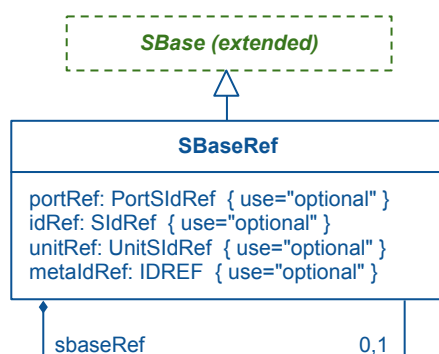 SBase (extended)
SBaseRef
portRef: PortSIdRef { use="optional" }
idRef: SIdRef { use="optional" }
unitRef: UnitSIdRef { use="optional" }
metaIdRef: IDREF { use="optional" }
sbaseRef 0,1